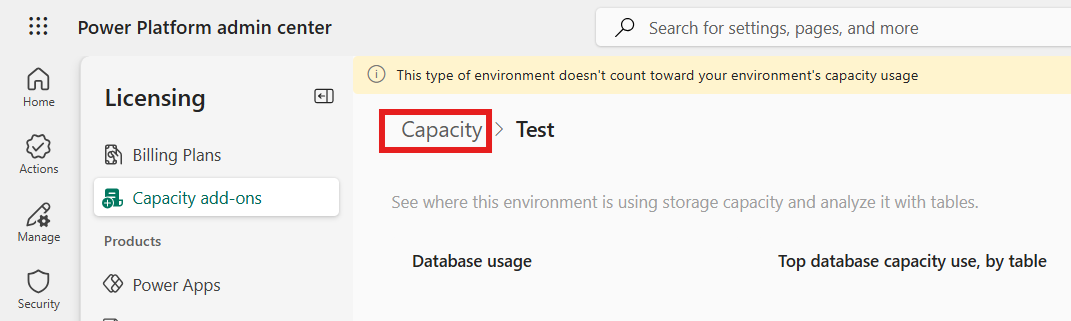 Power Platform admin center
Search for settings, pages, and more
Home
Actions
Manage
Security
Licensing
Billing Plans
Capacity add-ons
Products
Power Apps
This type of environment doesn't count toward your environment's capacity usage
Capacity > Test
See where this environment is using storage capacity and analyze it with tables.
Database usage
Top database capacity use, by table